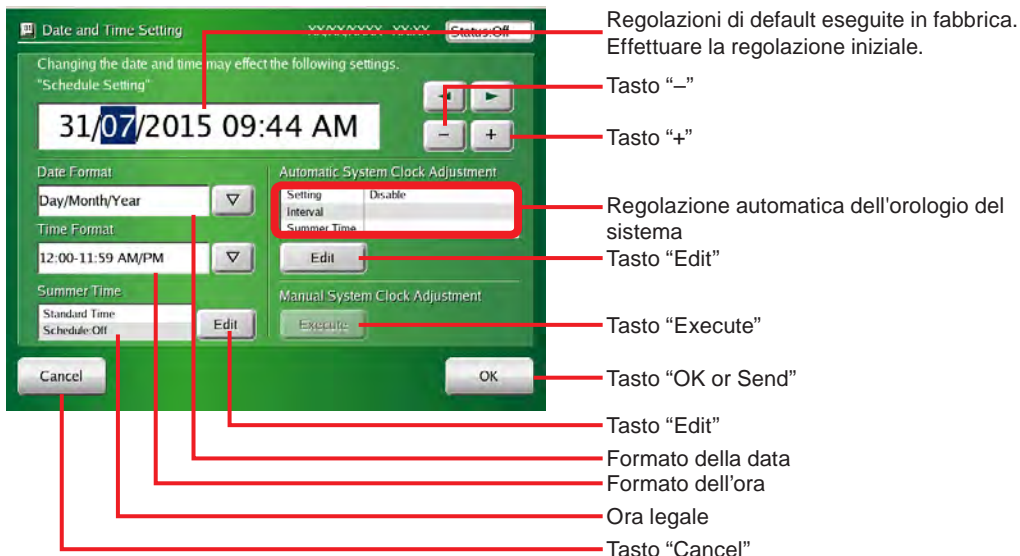 Date and Time Setting
XX/XX/XXXX XX:XX
Status:Off
Changing the date and time may effect the following settings.
"Schedule Setting"
31/07/2015 09:44 AM
–
+
Date Format
Day/Month/Year
Time Format
12:00-11:59 AM/PM
Summer Time
Standard Time
Schedule:Off
Edit
Automatic System Clock Adjustment
Setting Disable
Interval
Summer Time
Edit
Manual System Clock Adjustment
Execute
Cancel
OK
Regolazioni di default eseguite in fabbrica.
Effettuare la regolazione iniziale.
Tasto “–”
Tasto “+”
Regolazione automatica dell'orologio del
sistema
Tasto “Edit”
Tasto “Execute”
Tasto “OK or Send”
Tasto “Edit”
Formato della data
Formato dell’ora
Ora legale
Tasto “Cancel”